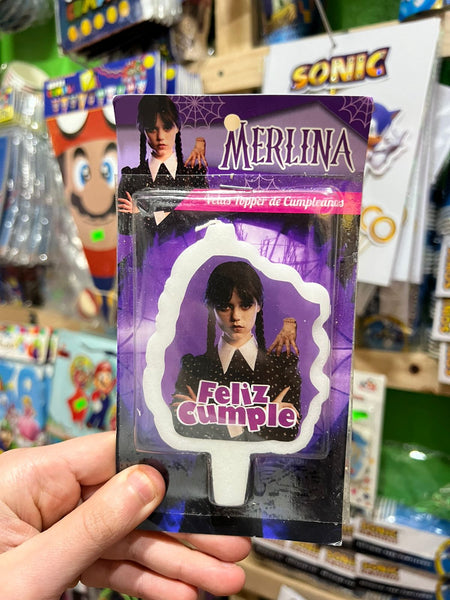 SONIC
MERLINA
Velas Topper de Cumpleaños
Feliz
Cumple